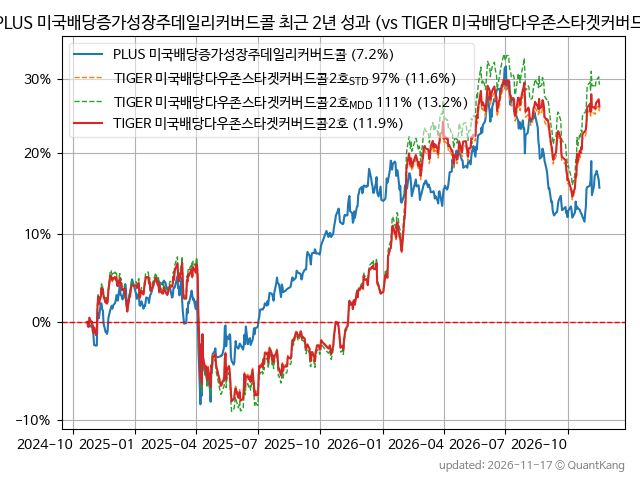 PLUS 미국배당증가성장주데일리커버드콜 최근 2년 성과 (vs TIGER 미국배당다우존스타겟커버드
PLUS 미국배당증가성장주데일리커버드콜 (7.2%)
TIGER 미국배당다우존스타겟커버드콜2호STD 97% (11.6%)
TIGER 미국배당다우존스타겟커버드콜2호MDD 111% (13.2%)
TIGER 미국배당다우존스타겟커버드콜2호 (11.9%)
30%
20%
10%
0%
−10%
2024-10 2025-01 2025-04 2025-07 2025-10 2026-01 2026-04 2026-07 2026-10
updated: 2026-11-17 © QuantKang